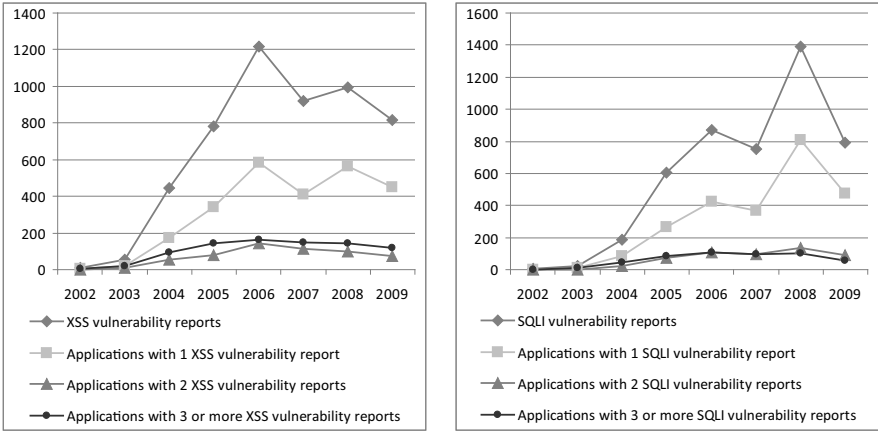 1400
1200
1000
800
600
400
200
0
2002 2003 2004 2005 2006 2007 2008 2009
XSS vulnerability reports
Applications with 1 XSS vulnerability report
Applications with 2 XSS vulnerability reports
Applications with 3 or more XSS vulnerability reports
1600
1400
1200
1000
800
600
400
200
0
2002 2003 2004 2005 2006 2007 2008 2009
SQLI vulnerability reports
Applications with 1 SQLI vulnerability report
Applications with 2 SQLI vulnerability reports
Applications with 3 or more SQLI vulnerability reports